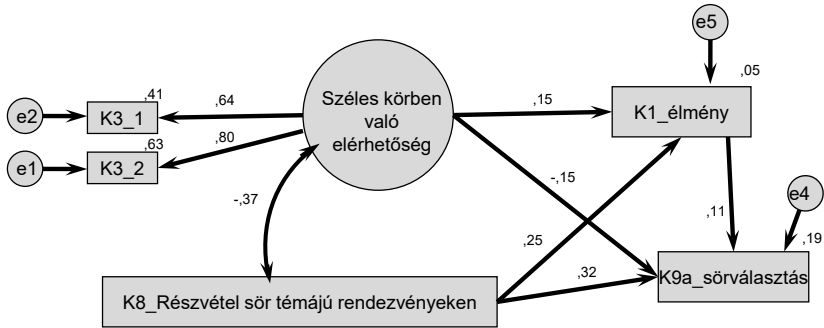 e5
,05
K1_élmény
Széles körben
való
elérhetőség
,41
K3_1
e2
,64
,15
,63
K3_2
e1
,80
-,37
-,15
,25
,11
e4
,19
,32
K9a_sörválasztás
K8_Részvétel sör témájú rendezvényeken